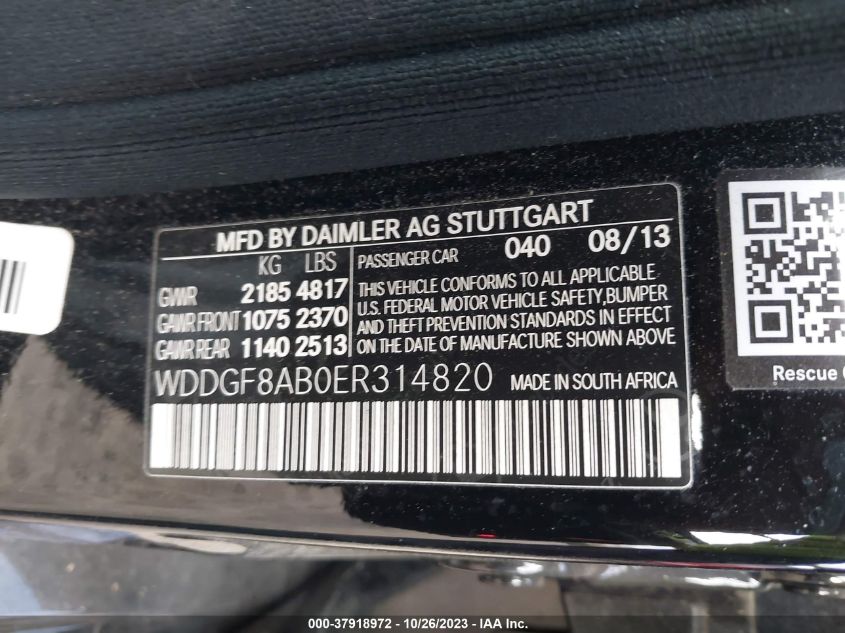 MFD BY DAIMLER AG STUTTGART
KG LBS
GVWR 2185 4817
GAWR FRONT 1075 2370
GAWR REAR 1140 2513
PASSENGER CAR 040 08/13
THIS VEHICLE CONFORMS TO ALL APPLICABLE
U.S. FEDERAL MOTOR VEHICLE SAFETY,BUMPER
AND THEFT PREVENTION STANDARDS IN EFFECT
ON THE DATE OF MANUFACTURE SHOWN ABOVE.
WDDGF8AB0ER314820 MADE IN SOUTH AFRICA
Rescue
000-37918972 - 10/26/2023 - IAA Inc.